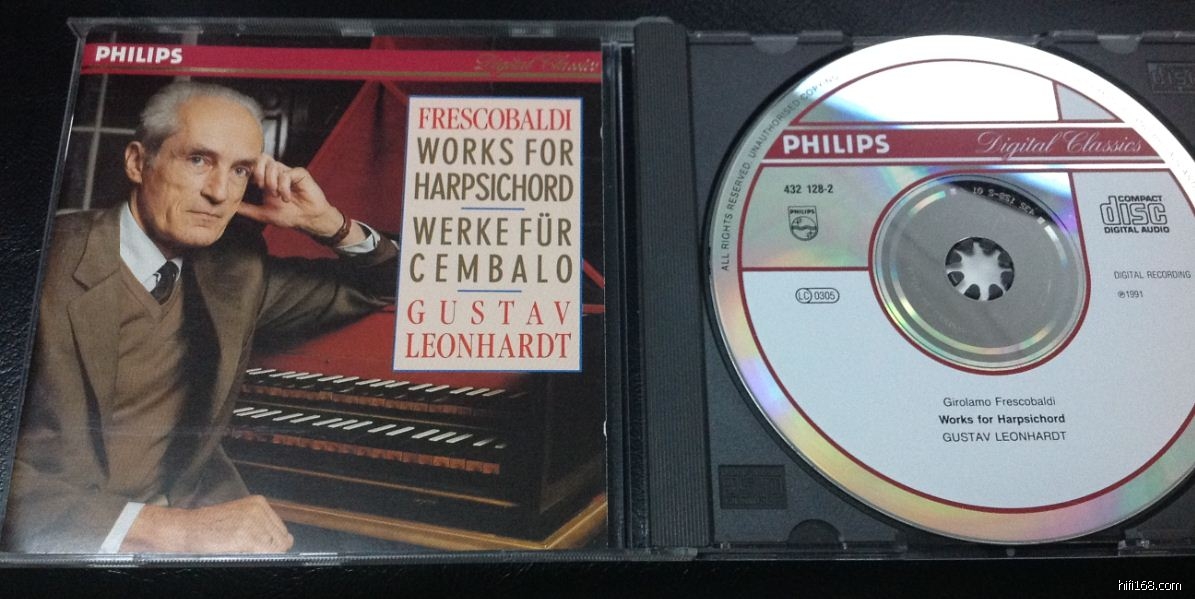 PHILIPS
Digital Classics
FRESCOBALDI
WORKS FOR
HARPSICHORD
WERKE FÜR
CEMBALO
GUSTAV
LEONHARDT
ALL RIGHTS RESERVED. UNAUTHORISED COPYING
PHILIPS
Digital Classics
432 128-2
PHILIPS
COMPACT
disc
DIGITAL AUDIO
LC 0305
DIGITAL RECORDING
℗1991
Girolamo Frescobaldi
Works for Harpsichord
GUSTAV LEONHARDT
hifi168.com